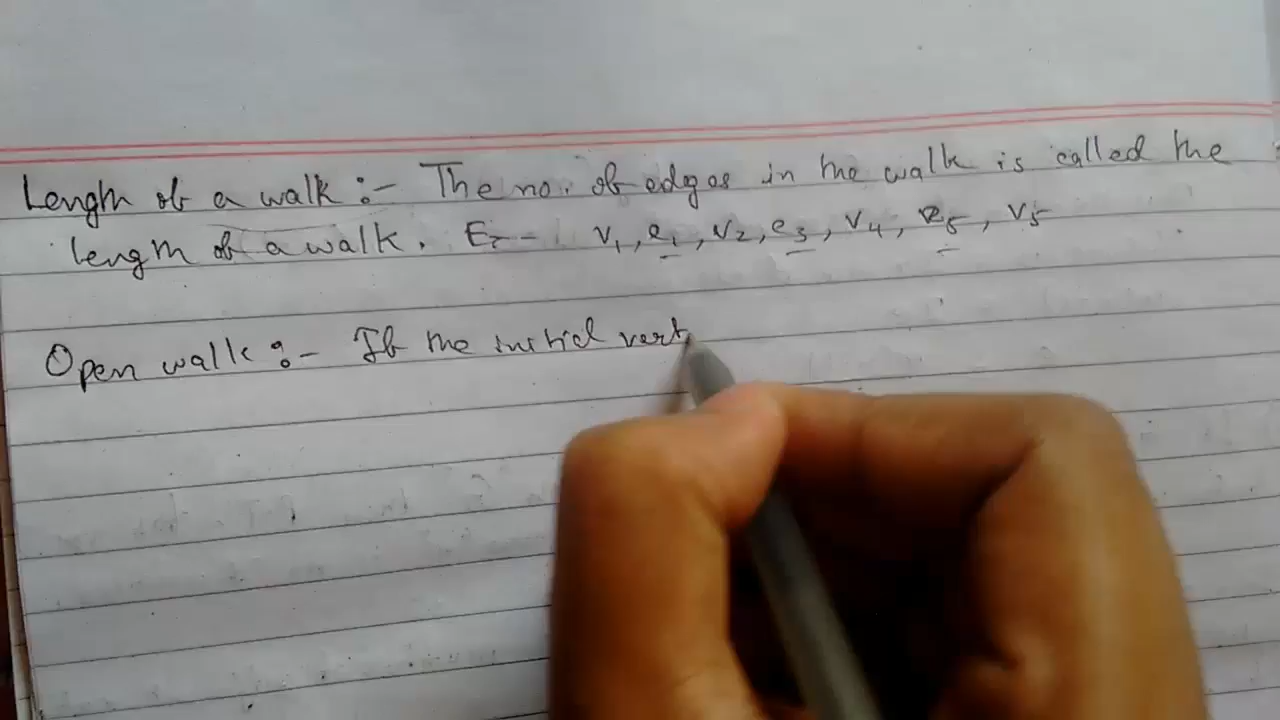 Length of a walk :- The no. of edges in the walk is called the
length of a walk. Ex- v1, e1, v2, e3, v4, e5, v5
Open walk :- If the initial vert